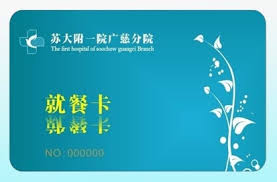 苏大附一院广慈分院
The first hospital of soochow guangci Branch
就餐卡
NO:000000